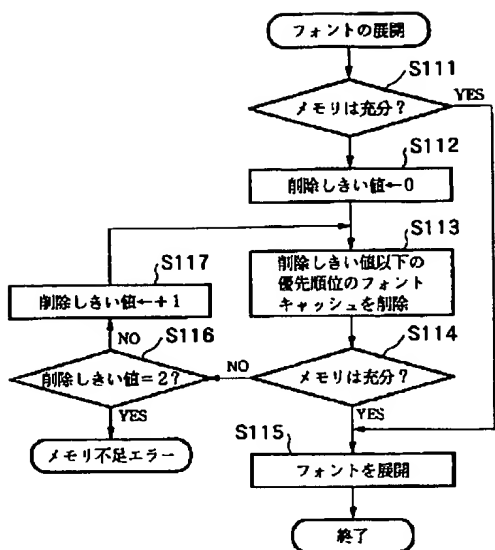 フォントの展開
S111
メモリは充分?
YES
S112
削除しきい値←0
S113
削除しきい値以下の
優先順位のフォント
キャッシュを削除
S117
削除しきい値←+1
S116
NO
削除しきい値=2?
YES
メモリ不足エラー
S114
NO
メモリは充分?
YES
S115
フォントを展開
終了